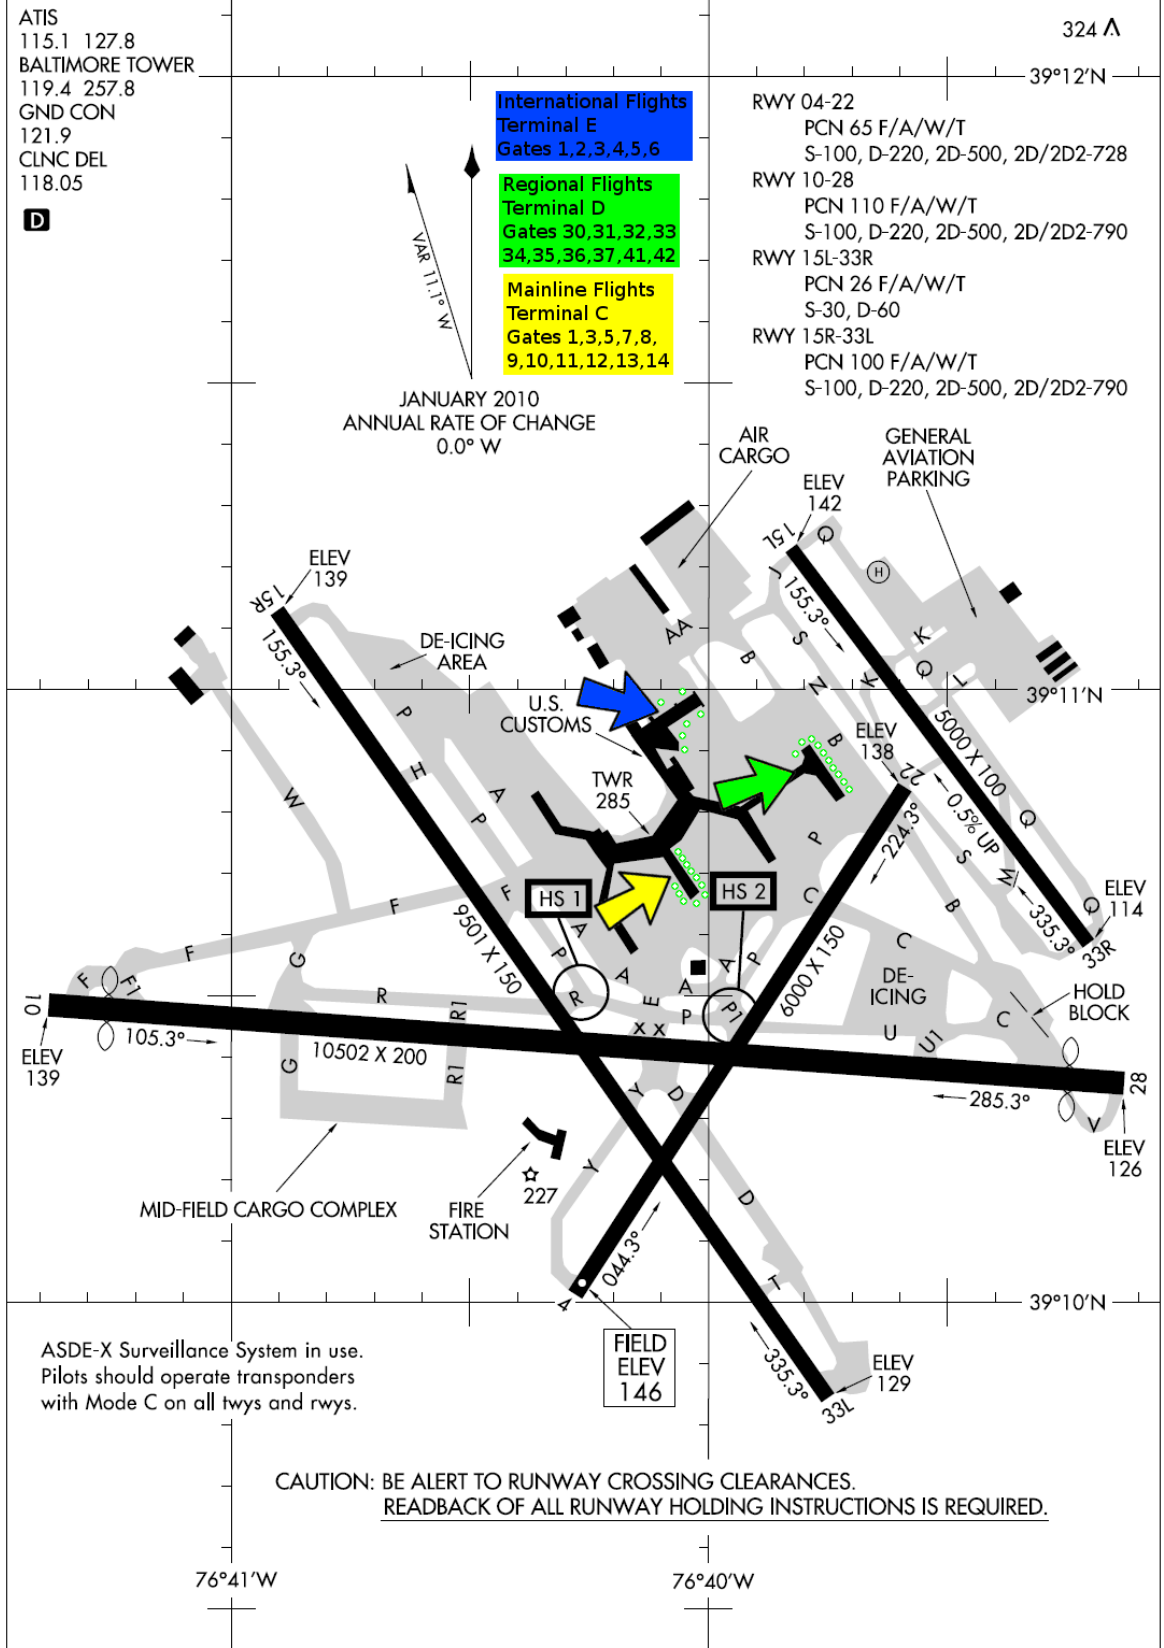 ATIS
115.1 127.8
BALTIMORE TOWER
119.4 257.8
GND CON
121.9
CLNC DEL
118.05
D
324
39°12'N
International Flights
Terminal E
Gates 1,2,3,4,5,6
Regional Flights
Terminal D
Gates 30,31,32,33
34,35,36,37,41,42
Mainline Flights
Terminal C
Gates 1,3,5,7,8,
9,10,11,12,13,14
RWY 04-22
PCN 65 F/A/W/T
S-100, D-220, 2D-500, 2D/2D2-728
RWY 10-28
PCN 110 F/A/W/T
S-100, D-220, 2D-500, 2D/2D2-790
RWY 15L-33R
PCN 26 F/A/W/T
S-30, D-60
RWY 15R-33L
PCN 100 F/A/W/T
S-100, D-220, 2D-500, 2D/2D2-790
VAR 11.1° W
JANUARY 2010
ANNUAL RATE OF CHANGE
0.0° W
AIR
CARGO
GENERAL
AVIATION
PARKING
ELEV
142
15L
Q
H
J
155.3°
ELEV
139
15R
155.3°
L
DE-ICING
AREA
AA
B
S
N
K
K
Q
L
39°11'N
U.S.
CUSTOMS
P
H
A
P
W
TWR
285
B
ELEV
138
22
5000 X 100
0.5% UP
Q
224.3°
P
S
M
335.3°
Q
ELEV
114
33R
HS 1
HS 2
F
F
F
F
F1
G
9501 X 150
A
P
R
A
E
A
P
X X
A
P
P1
C
C
B
6000 X 150
DE-
ICING
U
U1
C
HOLD
BLOCK
10
ELEV
139
105.3°
R
R1
R1
G
10502 X 200
285.3°
28
V
ELEV
126
Y
D
Y
D
T
227
MID-FIELD CARGO COMPLEX
FIRE
STATION
044.3°
4
FIELD
ELEV
146
39°10'N
335.3°
33L
ELEV
129
ASDE-X Surveillance System in use.
Pilots should operate transponders
with Mode C on all twys and rwys.
CAUTION: BE ALERT TO RUNWAY CROSSING CLEARANCES.
READBACK OF ALL RUNWAY HOLDING INSTRUCTIONS IS REQUIRED.
76°41'W
76°40'W